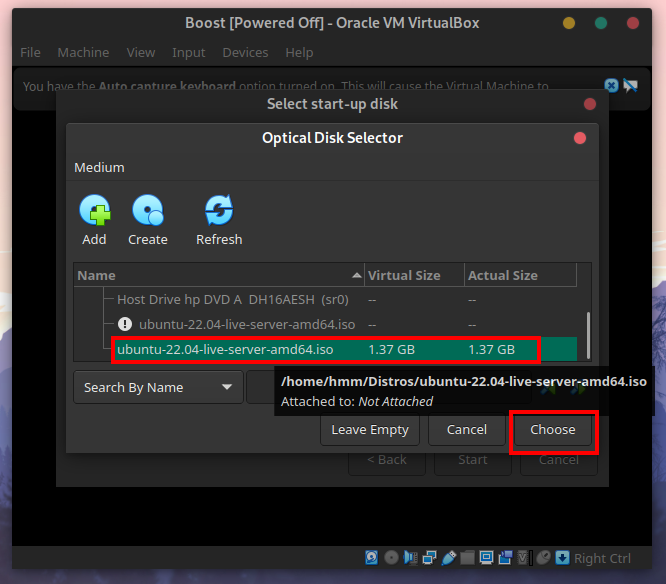 Boost [Powered Off] - Oracle VM VirtualBox
File Machine View Input Devices Help
You have the Auto capture keyboard option turned on. This will cause the Virtual Machine to
Select start-up disk
Optical Disk Selector
Medium
Add Create Refresh
Name Virtual Size Actual Size
Host Drive hp DVD A DH16AESH (sr0) -- --
ubuntu-22.04-live-server-amd64.iso -- --
ubuntu-22.04-live-server-amd64.iso 1.37 GB 1.37 GB
Search By Name
/home/hmm/Distros/ubuntu-22.04-live-server-amd64.iso
Attached to: Not Attached
Leave Empty Cancel Choose
< Back Start Cancel
Right Ctrl